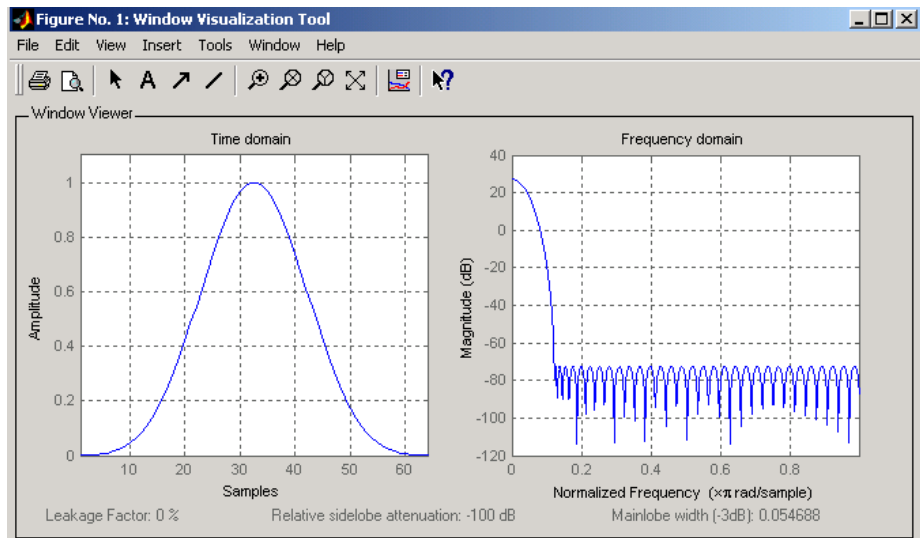 Figure No. 1: Window Visualization Tool
File Edit View Insert Tools Window Help
A
?
Window Viewer
Time domain
Amplitude
1
0.8
0.6
0.4
0.2
0
10 20 30 40 50 60
Samples
Frequency domain
Magnitude (dB)
40
20
0
-20
-40
-60
-80
-100
-120
0 0.2 0.4 0.6 0.8
Normalized Frequency (×π rad/sample)
Leakage Factor: 0 % Relative sidelobe attenuation: -100 dB Mainlobe width (-3dB): 0.054688